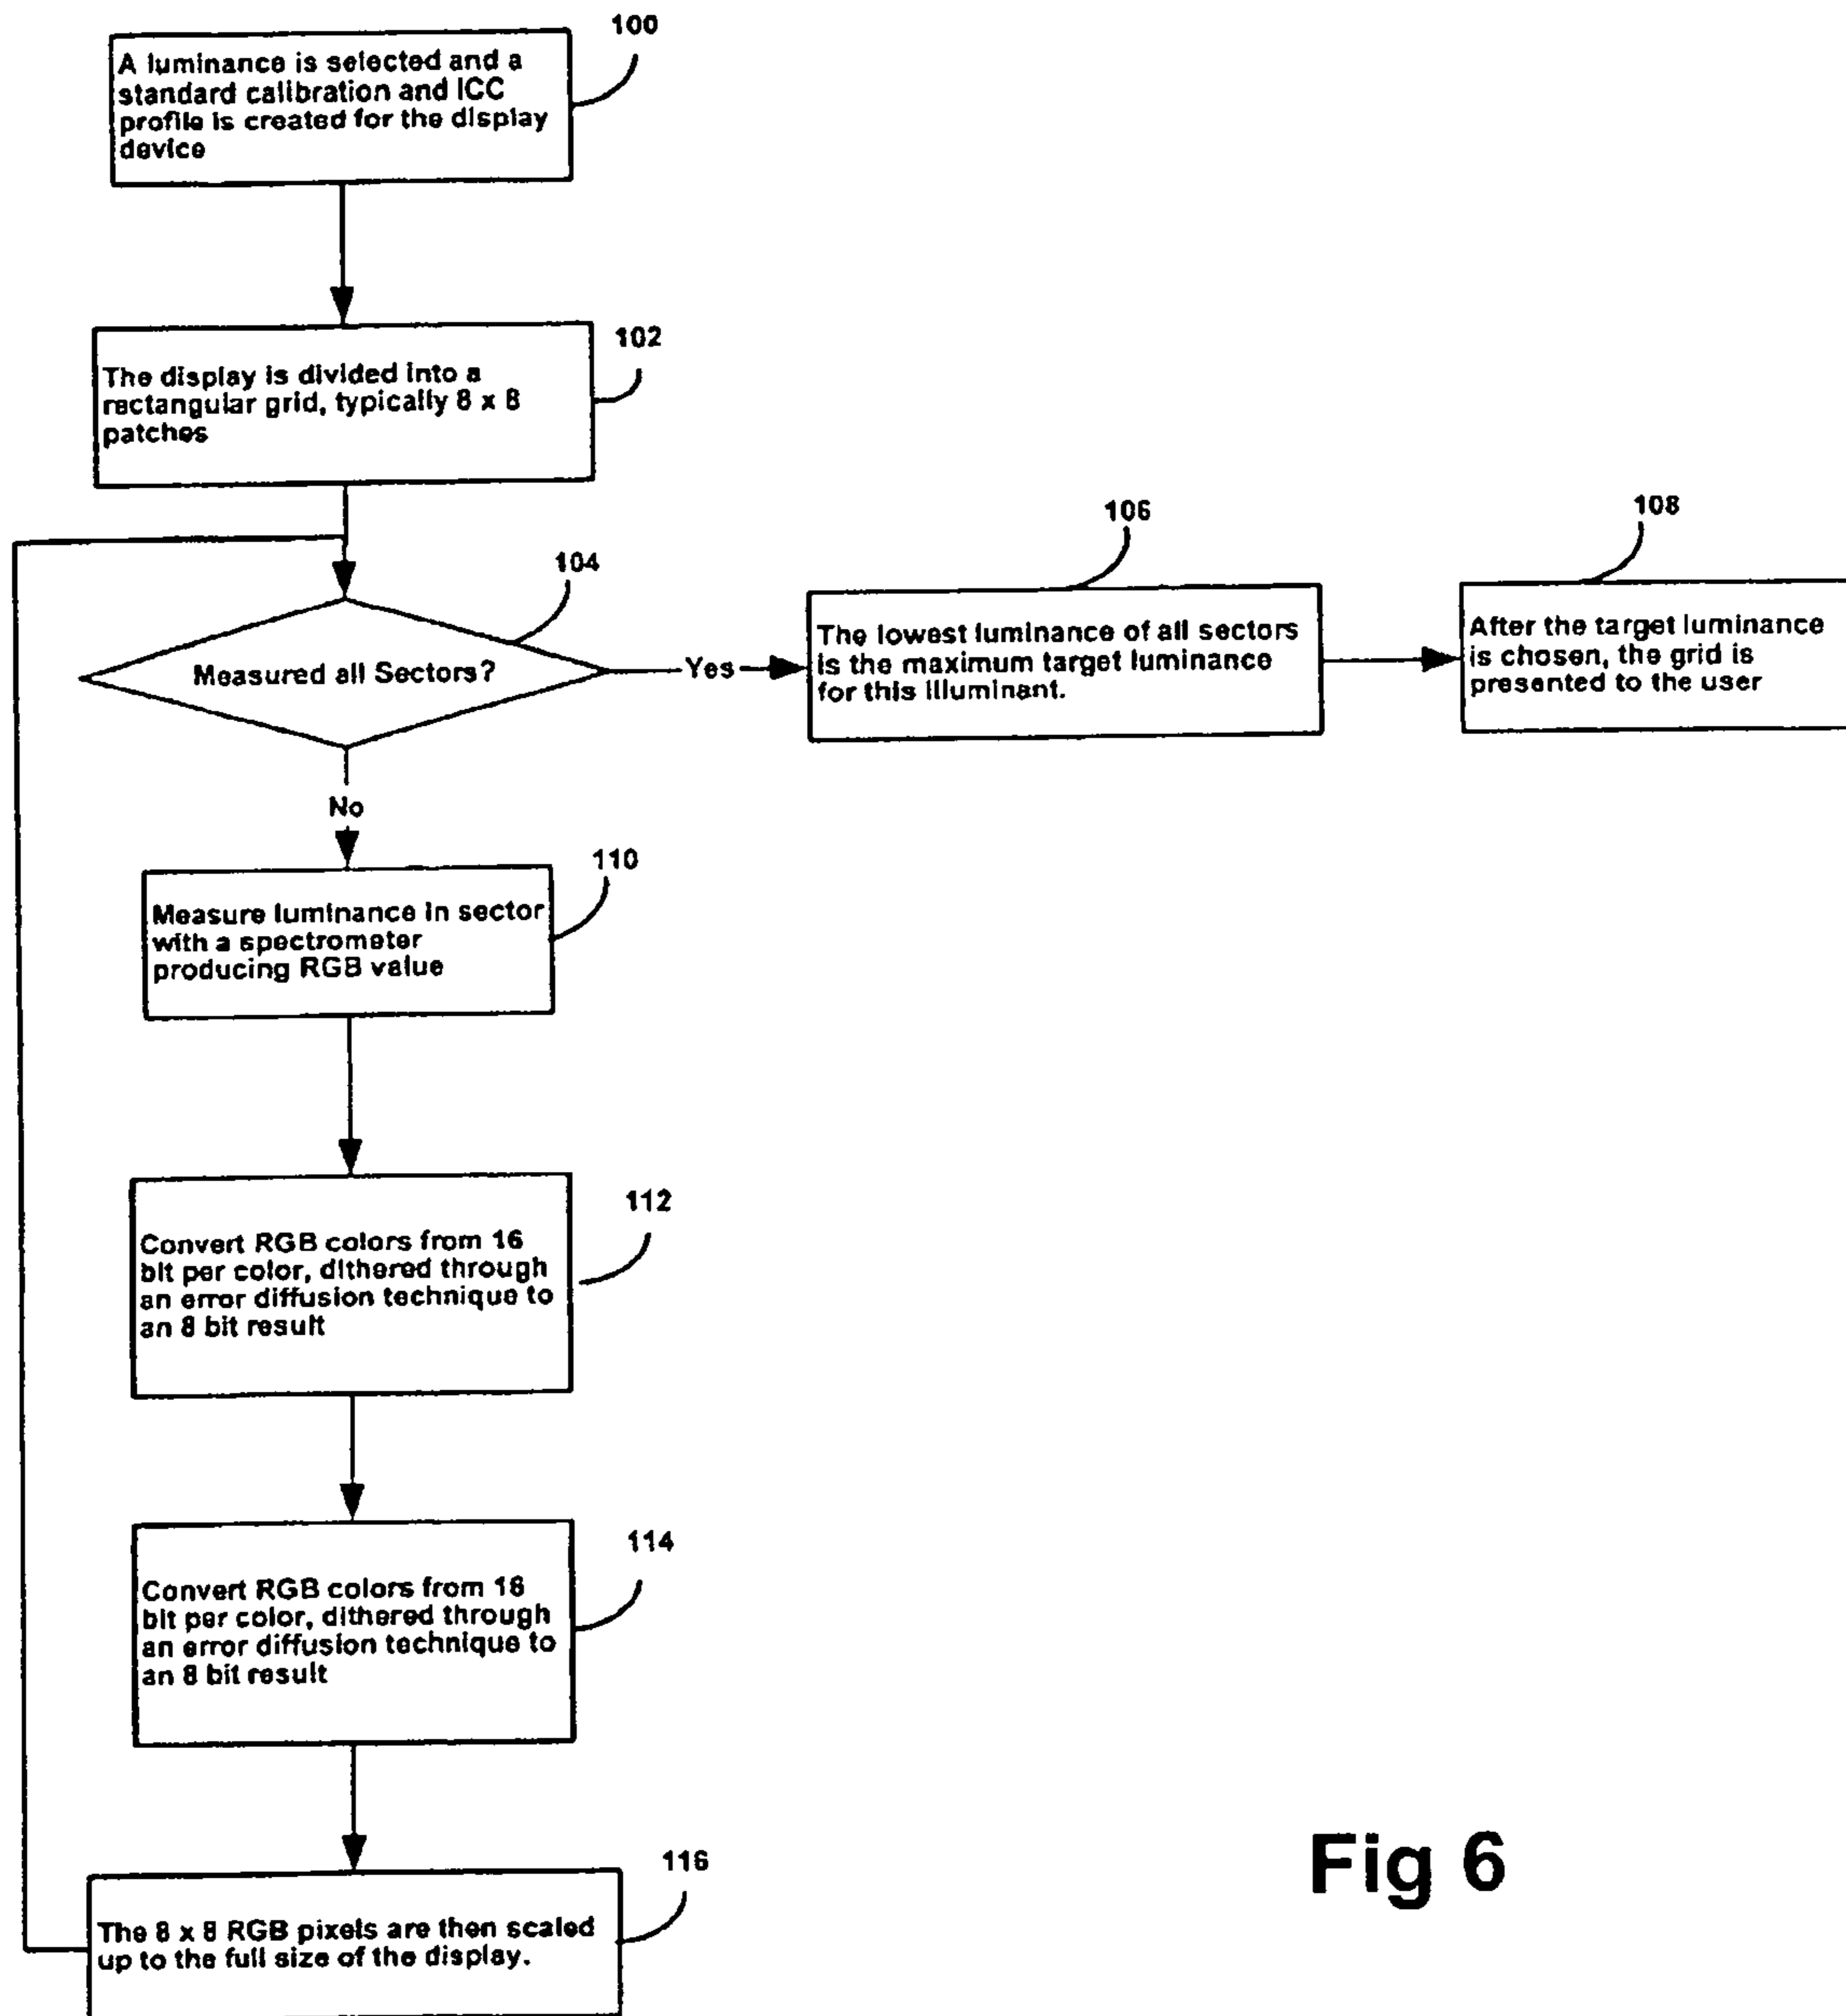 100
A luminance is selected and a
standard calibration and ICC
profile is created for the display
device
102
The display is divided into a
rectangular grid, typically 8 x 8
patches
104
Measured all Sectors?
Yes
106
The lowest luminance of all sectors
is the maximum target luminance
for this illuminant.
108
After the target luminance
is chosen, the grid is
presented to the user
No
110
Measure luminance in sector
with a spectrometer
producing RGB value
112
Convert RGB colors from 16
bit per color, dithered through
an error diffusion technique to
an 8 bit result
114
Convert RGB colors from 16
bit per color, dithered through
an error diffusion technique to
an 8 bit result
116
The 8 x 8 RGB pixels are then scaled
up to the full size of the display.
Fig 6